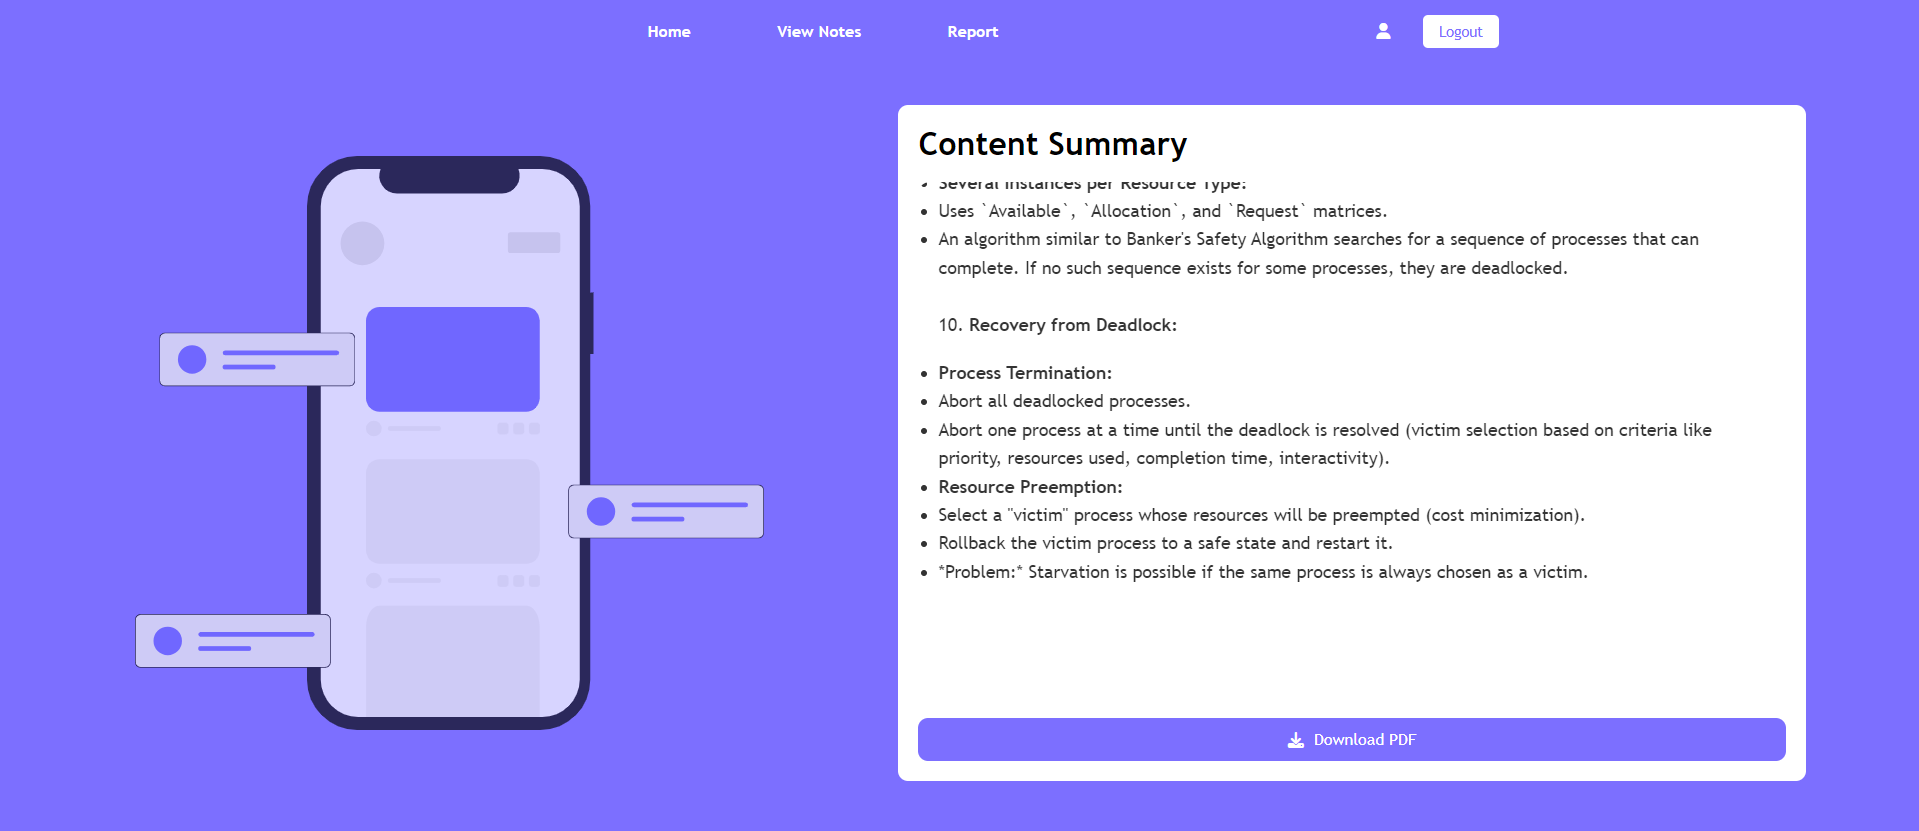 Home
View Notes
Report
Logout
Content Summary
• Several Instances per Resource Type:
• Uses `Available`, `Allocation`, and `Request` matrices.
• An algorithm similar to Banker's Safety Algorithm searches for a sequence of processes that can
complete. If no such sequence exists for some processes, they are deadlocked.
10. Recovery from Deadlock:
• Process Termination:
• Abort all deadlocked processes.
• Abort one process at a time until the deadlock is resolved (victim selection based on criteria like
priority, resources used, completion time, interactivity).
• Resource Preemption:
• Select a "victim" process whose resources will be preempted (cost minimization).
• Rollback the victim process to a safe state and restart it.
• *Problem:* Starvation is possible if the same process is always chosen as a victim.
Download PDF